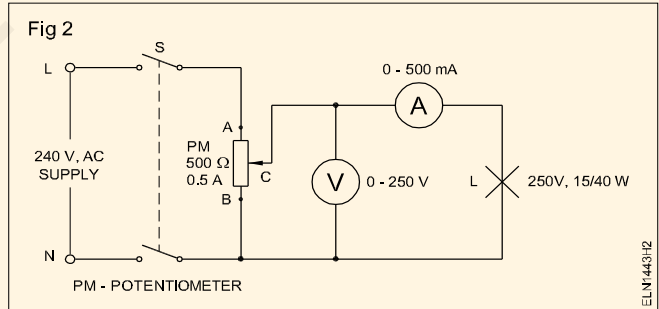 Fig 2
S
L
0 - 500 mA
A
A
PM
500 Ω
0.5 A
C
B
240 V, AC
SUPPLY
V
0 - 250 V
L
250V, 15/40 W
N
PM - POTENTIOMETER
ELN1443H2